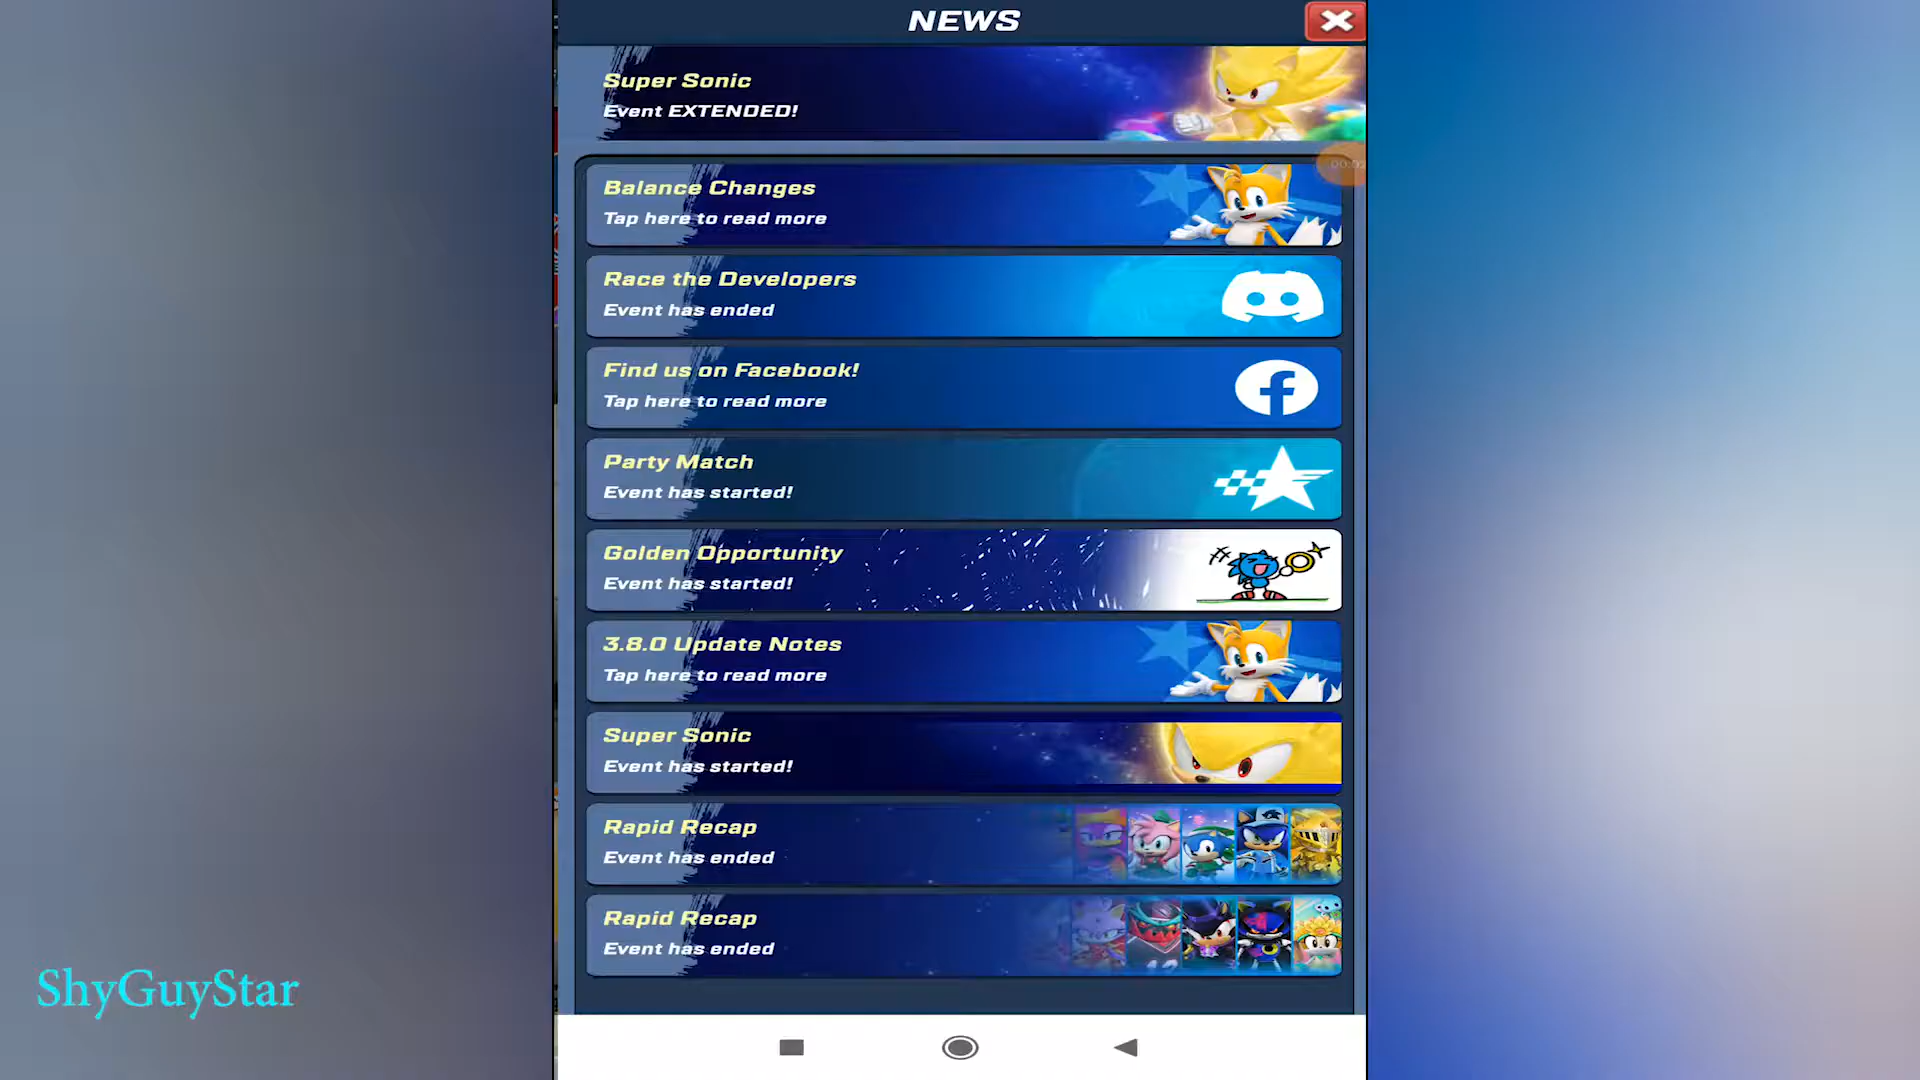 NEWS
Super Sonic
Event EXTENDED!
Balance Changes
Tap here to read more
Race the Developers
Event has ended
Find us on Facebook!
Tap here to read more
Party Match
Event has started!
Golden Opportunity
Event has started!
3.8.0 Update Notes
Tap here to read more
Super Sonic
Event has started!
Rapid Recap
Event has ended
Rapid Recap
Event has ended
ShyGuyStar